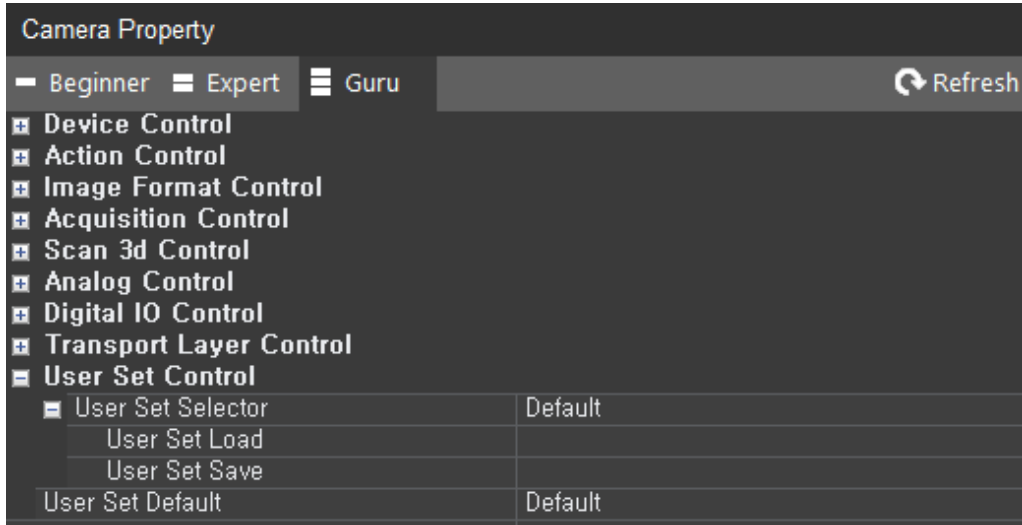 Camera Property
Beginner Expert Guru Refresh
Device Control
Action Control
Image Format Control
Acquisition Control
Scan 3d Control
Analog Control
Digital IO Control
Transport Layer Control
User Set Control
User Set Selector Default
User Set Load
User Set Save
User Set Default Default